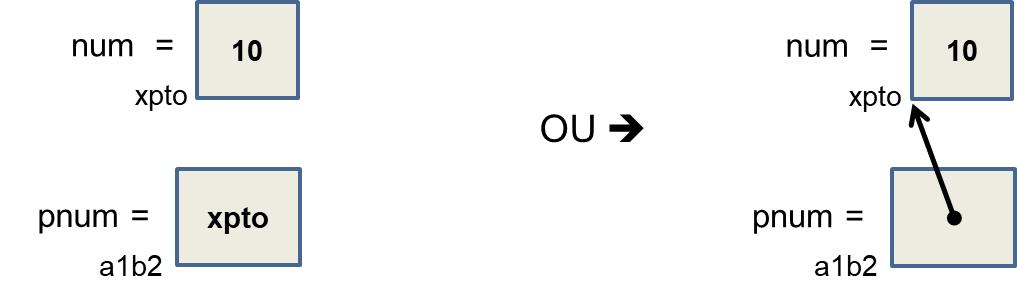 num = 10
xpto
pnum = xpto
a1b2
OU ➔
num = 10
xpto
pnum =
a1b2